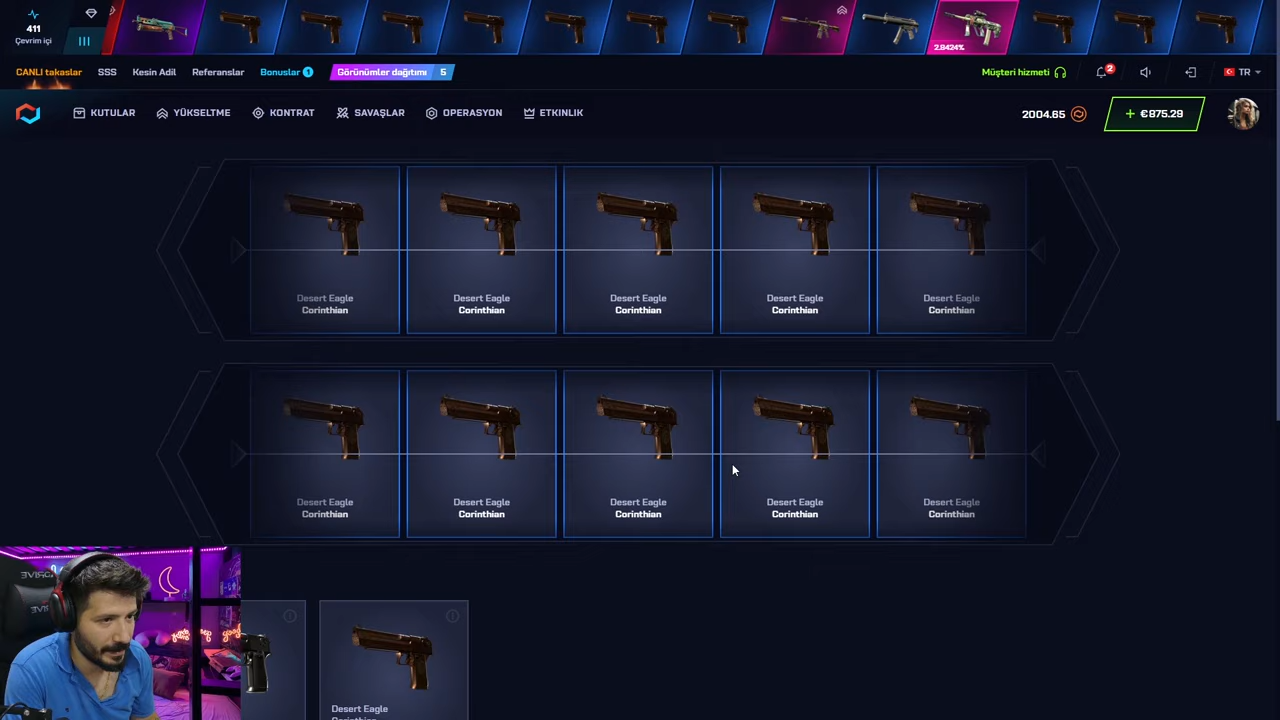 411
Çevrim içi
2.8424%
CANLI takaslar
SSS
Kesin Adil
Referanslar
Bonuslar 1
Görünümler dağıtımı 5
Müşteri hizmeti
2
TR
KUTULAR
YÜKSELTME
KONTRAT
SAVAŞLAR
OPERASYON
ETKINLIK
2004.65
+ €875.29
Desert Eagle
Corinthian
Desert Eagle
Corinthian
Desert Eagle
Corinthian
Desert Eagle
Corinthian
Desert Eagle
Corinthian
Desert Eagle
Corinthian
Desert Eagle
Corinthian
Desert Eagle
Corinthian
Desert Eagle
Corinthian
Desert Eagle
Corinthian
Desert Eagle
Corinthian